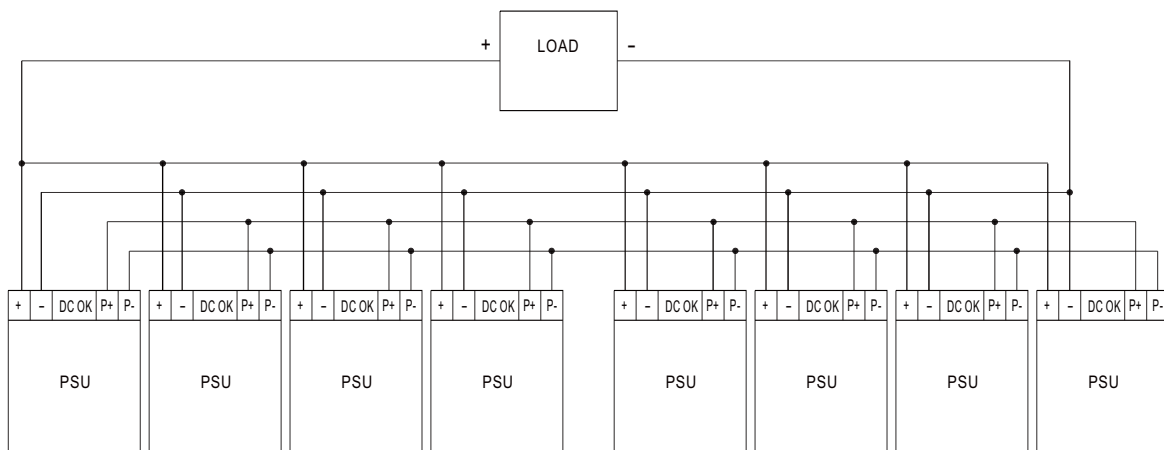 + LOAD –
+ – DC OK P+ P- + – DC OK P+ P- + – DC OK P+ P- + – DC OK P+ P- + – DC OK P+ P- + – DC OK P+ P- + – DC OK P+ P- + – DC OK P+ P-
PSU PSU PSU PSU PSU PSU PSU PSU